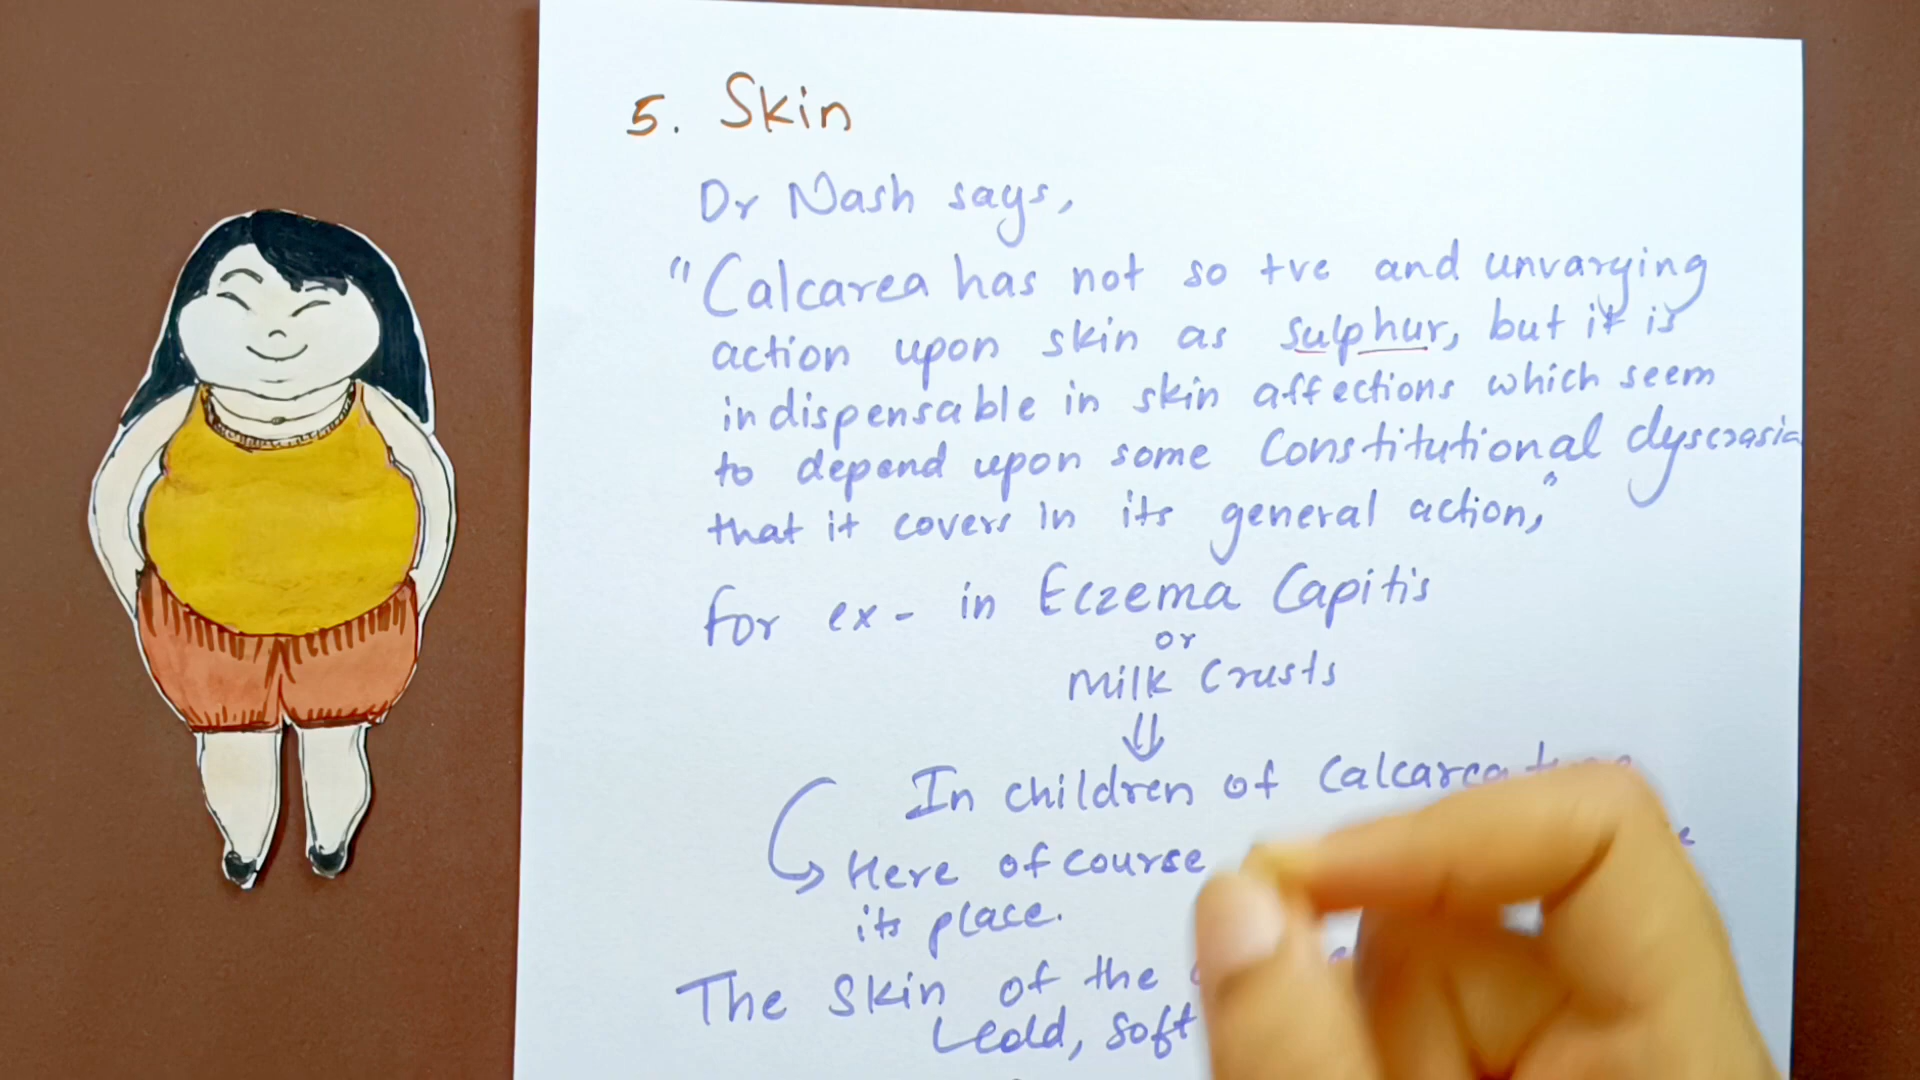 5. Skin
Dr Nash says,
"Calcarea has not so +ve and unvarying
action upon skin as sulphur, but it is
indispensable in skin affections which seem
to depend upon some Constitutional dyscrasia
that it covers in its general action,"
for ex- in Eczema Capitis
or
Milk Crusts
⇓
In children of Calcarea
Here of course
its place.
The Skin of the
cold, soft